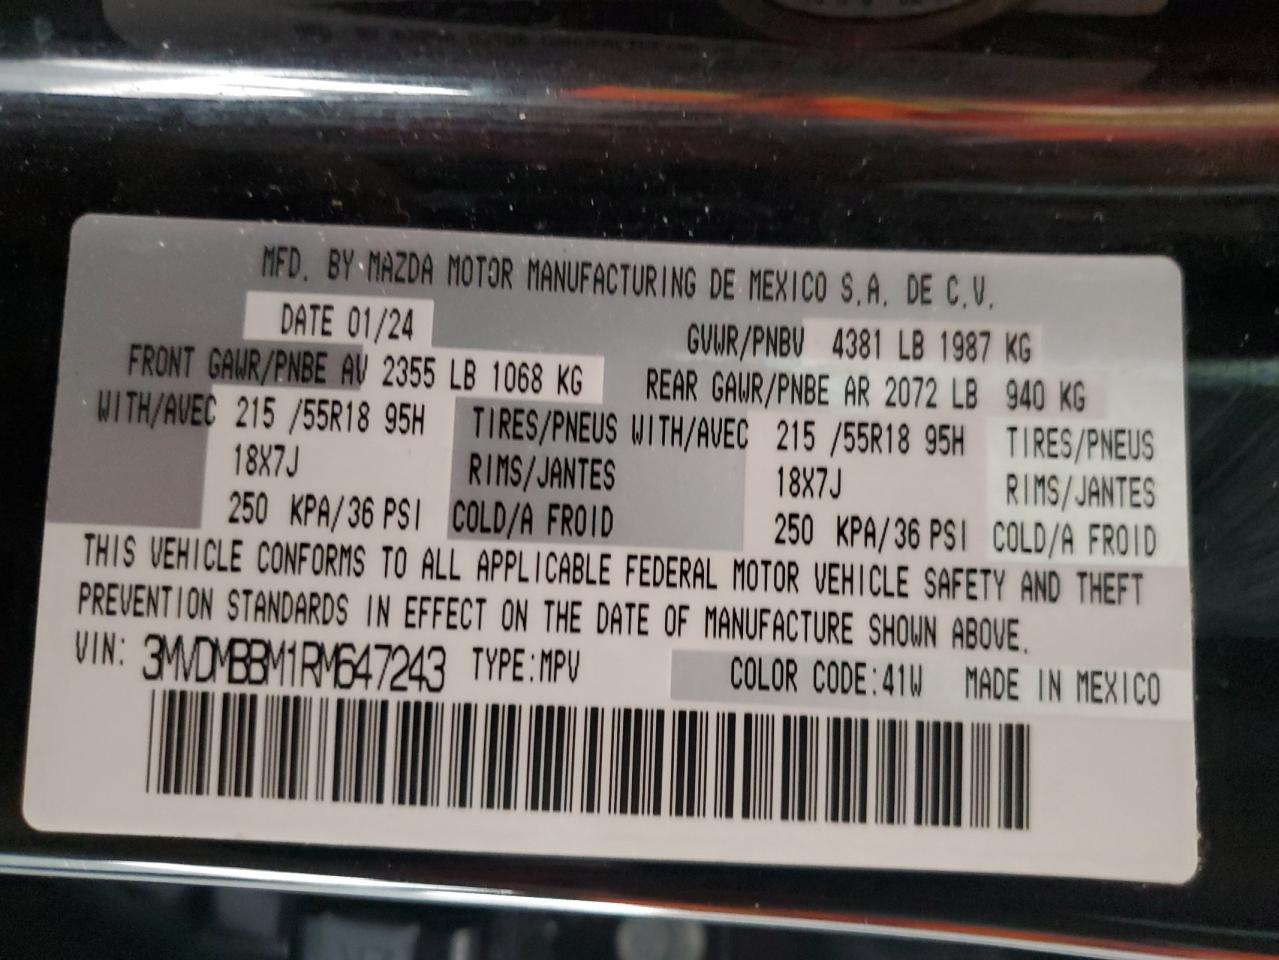 MFD. BY MAZDA MOTOR MANUFACTURING DE MEXICO S.A. DE C.V.
DATE 01/24 GVWR/PNBV 4381 LB 1987 KG
FRONT GAWR/PNBE AV 2355 LB 1068 KG REAR GAWR/PNBE AR 2072 LB 940 KG
WITH/AVEC 215 /55R18 95H TIRES/PNEUS WITH/AVEC 215 /55R18 95H TIRES/PNEUS
18X7J RIMS/JANTES 18X7J RIMS/JANTES
250 KPA/36 PSI COLD/A FROID 250 KPA/36 PSI COLD/A FROID
THIS VEHICLE CONFORMS TO ALL APPLICABLE FEDERAL MOTOR VEHICLE SAFETY AND THEFT
PREVENTION STANDARDS IN EFFECT ON THE DATE OF MANUFACTURE SHOWN ABOVE.
VIN: 3MVDMBBM1RM647243 TYPE:MPV COLOR CODE:41W MADE IN MEXICO